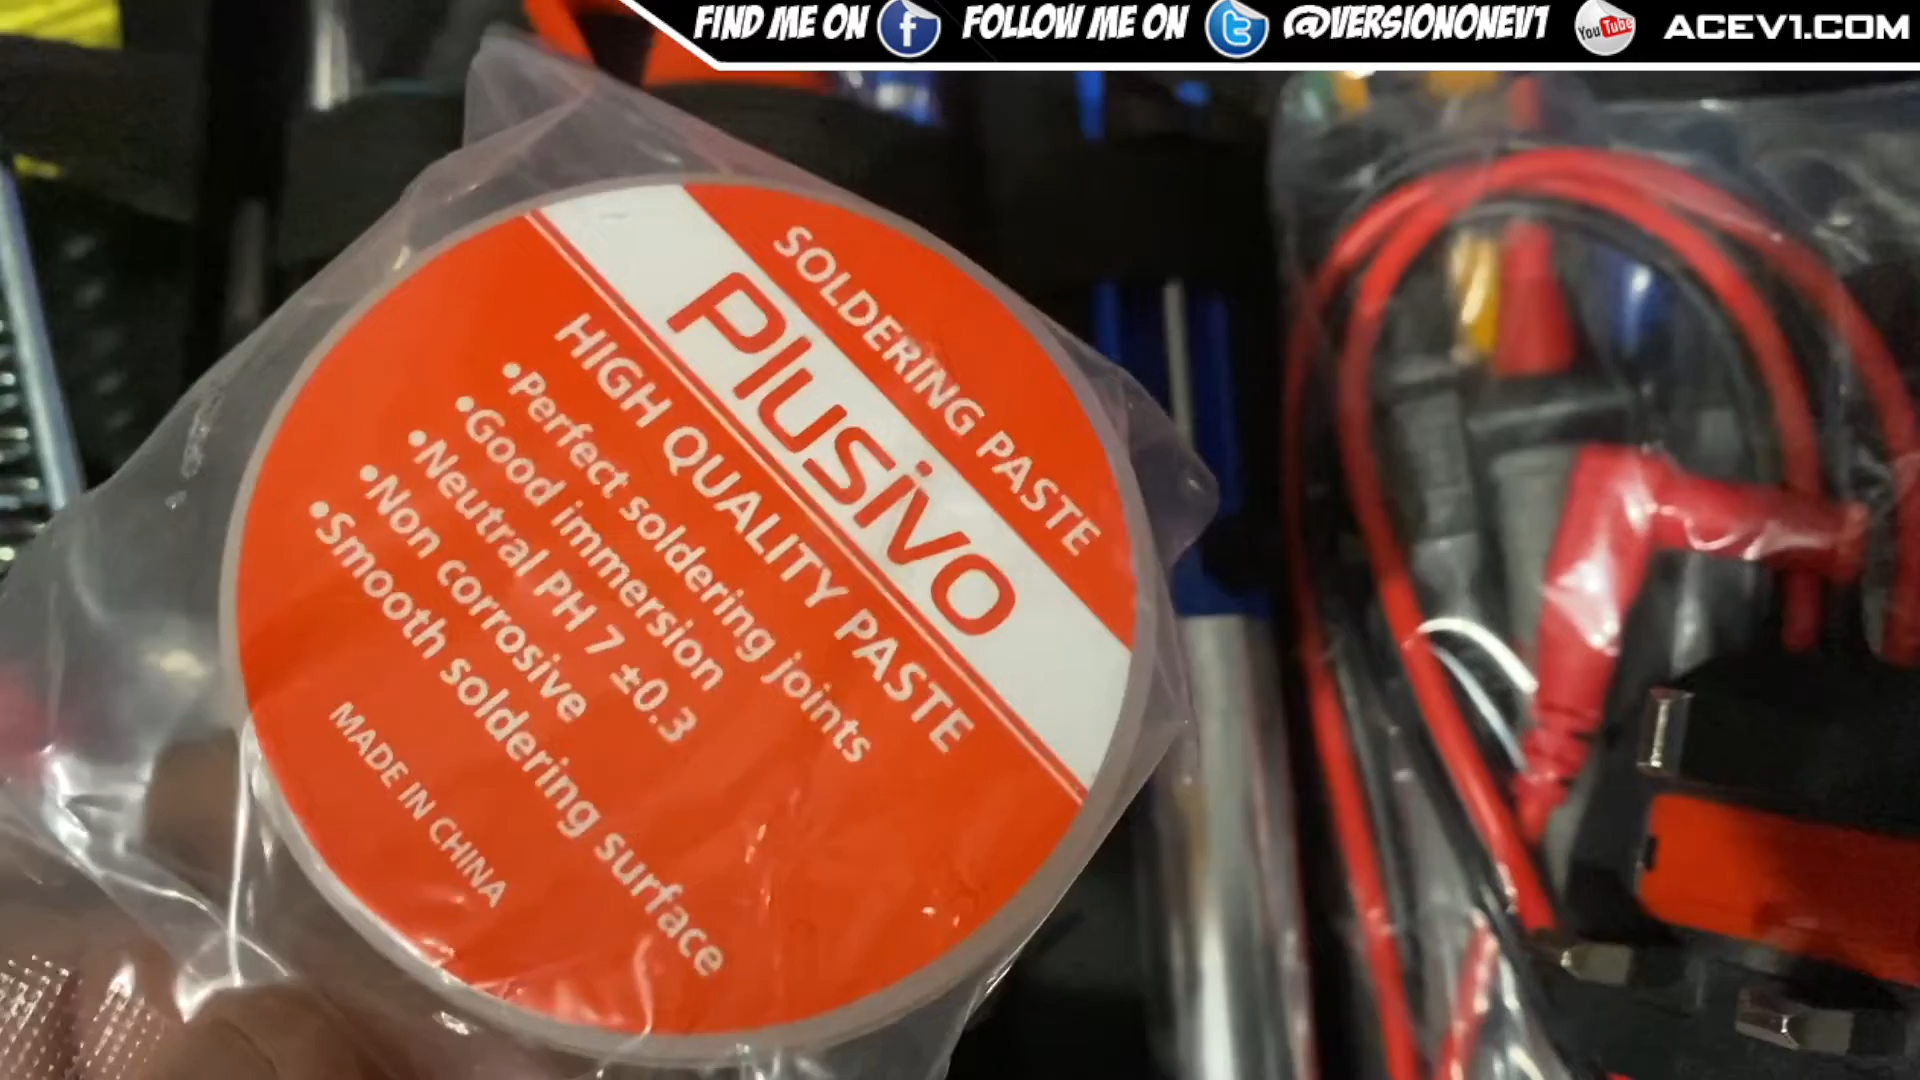 FIND ME ON
FOLLOW ME ON
@VERSIONONEV1
You Tube
ACEV1.COM
SOLDERING PASTE
Plusivo
HIGH QUALITY PASTE
•Perfect soldering joints
•Good immersion
•Neutral PH 7 ±0.3
•Non corrosive
•Smooth soldering surface
MADE IN CHINA